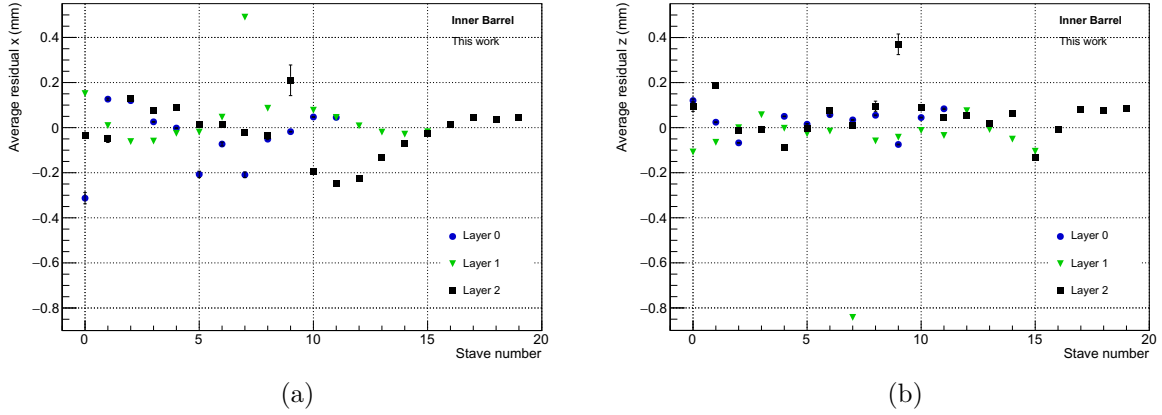 Average residual x (mm)
0.4
0.2
0
−0.2
−0.4
−0.6
−0.8
Inner Barrel
This work
Layer 0
Layer 1
Layer 2
0 5 10 15 20
Stave number
(a)
Average residual z (mm)
0.4
0.2
0
−0.2
−0.4
−0.6
−0.8
Inner Barrel
This work
Layer 0
Layer 1
Layer 2
0 5 10 15 20
Stave number
(b)